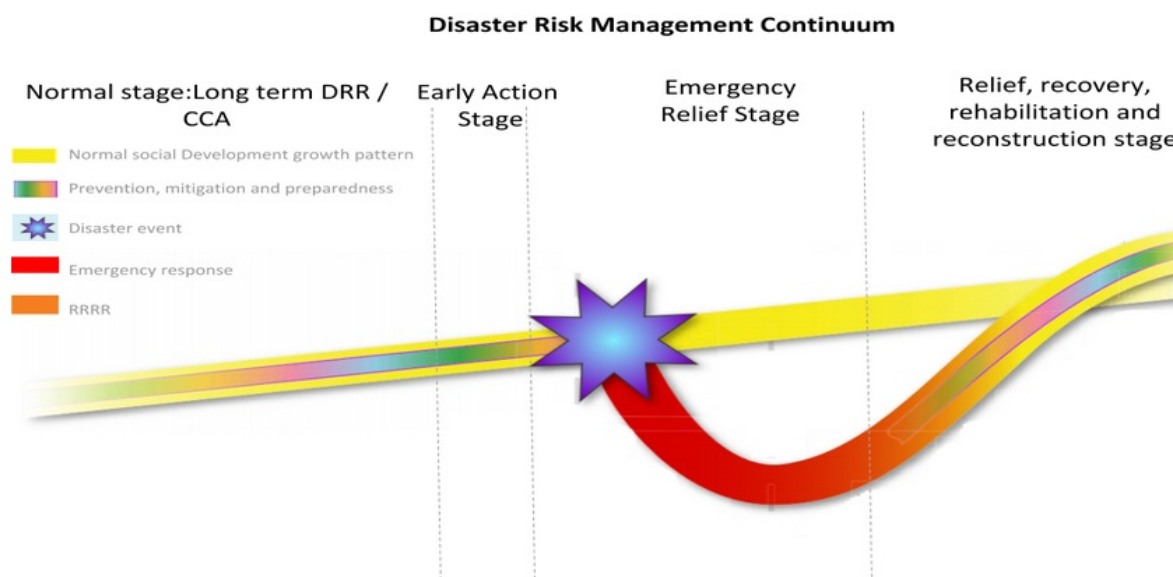 Disaster Risk Management Continuum
Normal stage:Long term DRR /
CCA
Early Action
Stage
Emergency
Relief Stage
Relief, recovery,
rehabilitation and
reconstruction stage
Normal social Development growth pattern
Prevention, mitigation and preparedness
Disaster event
Emergency response
RRRR